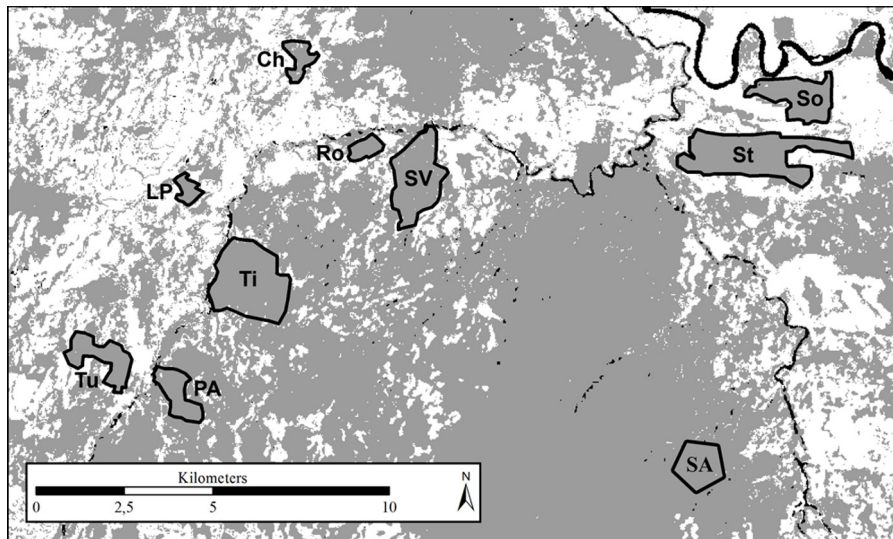 Ch
So
Ro
St
SV
LP
Ti
Tu
PA
SA
Kilometers
N
0 2,5 5 10